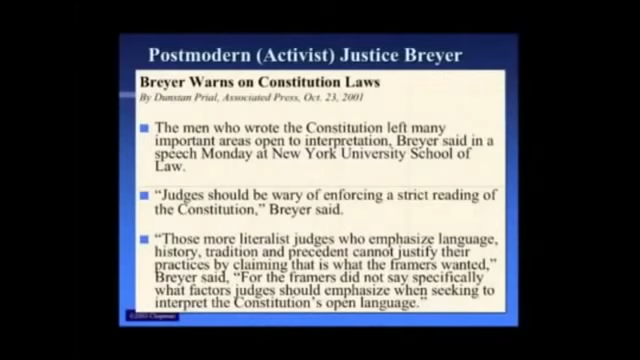 Postmodern (Activist) Justice Breyer
Breyer Warns on Constitution Laws
By Dunstan Prial, Associated Press, Oct. 23, 2001
The men who wrote the Constitution left many
important areas open to interpretation, Breyer said in a
speech Monday at New York University School of
Law.
“Judges should be wary of enforcing a strict reading of
the Constitution,” Breyer said.
“Those more literalist judges who emphasize language,
history, tradition and precedent cannot justify their
practices by claiming that is what the framers wanted,”
Breyer said, “For the framers did not say specifically
what factors judges should emphasize when seeking to
interpret the Constitution's open language.”
Chapman